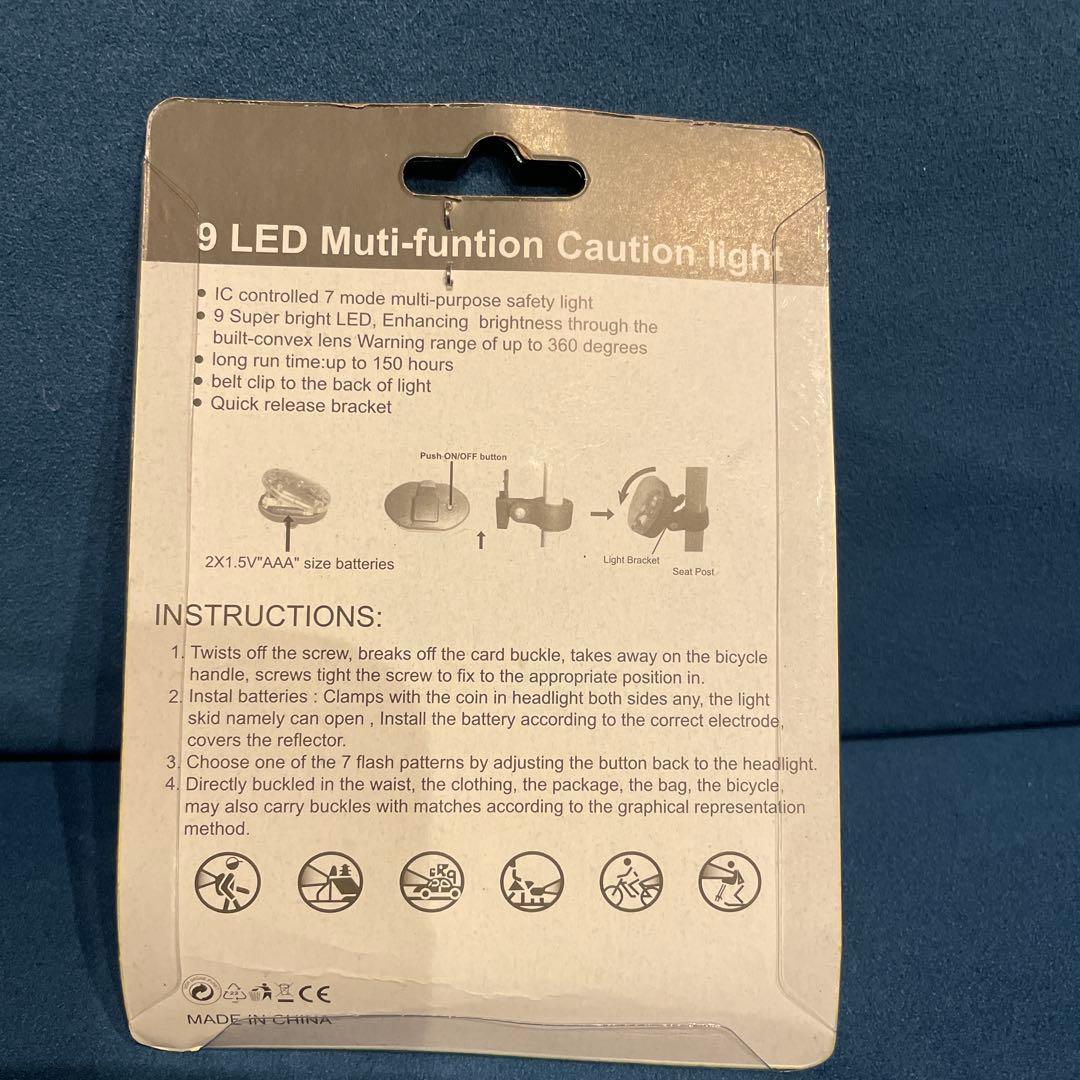 9 LED Muti-funtion Caution light
• IC controlled 7 mode multi-purpose safety light
• 9 Super bright LED, Enhancing brightness through the
built-convex lens Warning range of up to 360 degrees
• long run time:up to 150 hours
• belt clip to the back of light
• Quick release bracket
Push ON/OFF button
2X1.5V"AAA" size batteries
Light Bracket
Seat Post
INSTRUCTIONS:
1. Twists off the screw, breaks off the card buckle, takes away on the bicycle
handle, screws tight the screw to fix to the appropriate position in.
2. Instal batteries : Clamps with the coin in headlight both sides any, the light
skid namely can open , Install the battery according to the correct electrode,
covers the reflector.
3. Choose one of the 7 flash patterns by adjusting the button back to the headlight.
4. Directly buckled in the waist, the clothing, the package, the bag, the bicycle,
may also carry buckles with matches according to the graphical representation
method.
CE
MADE IN CHINA